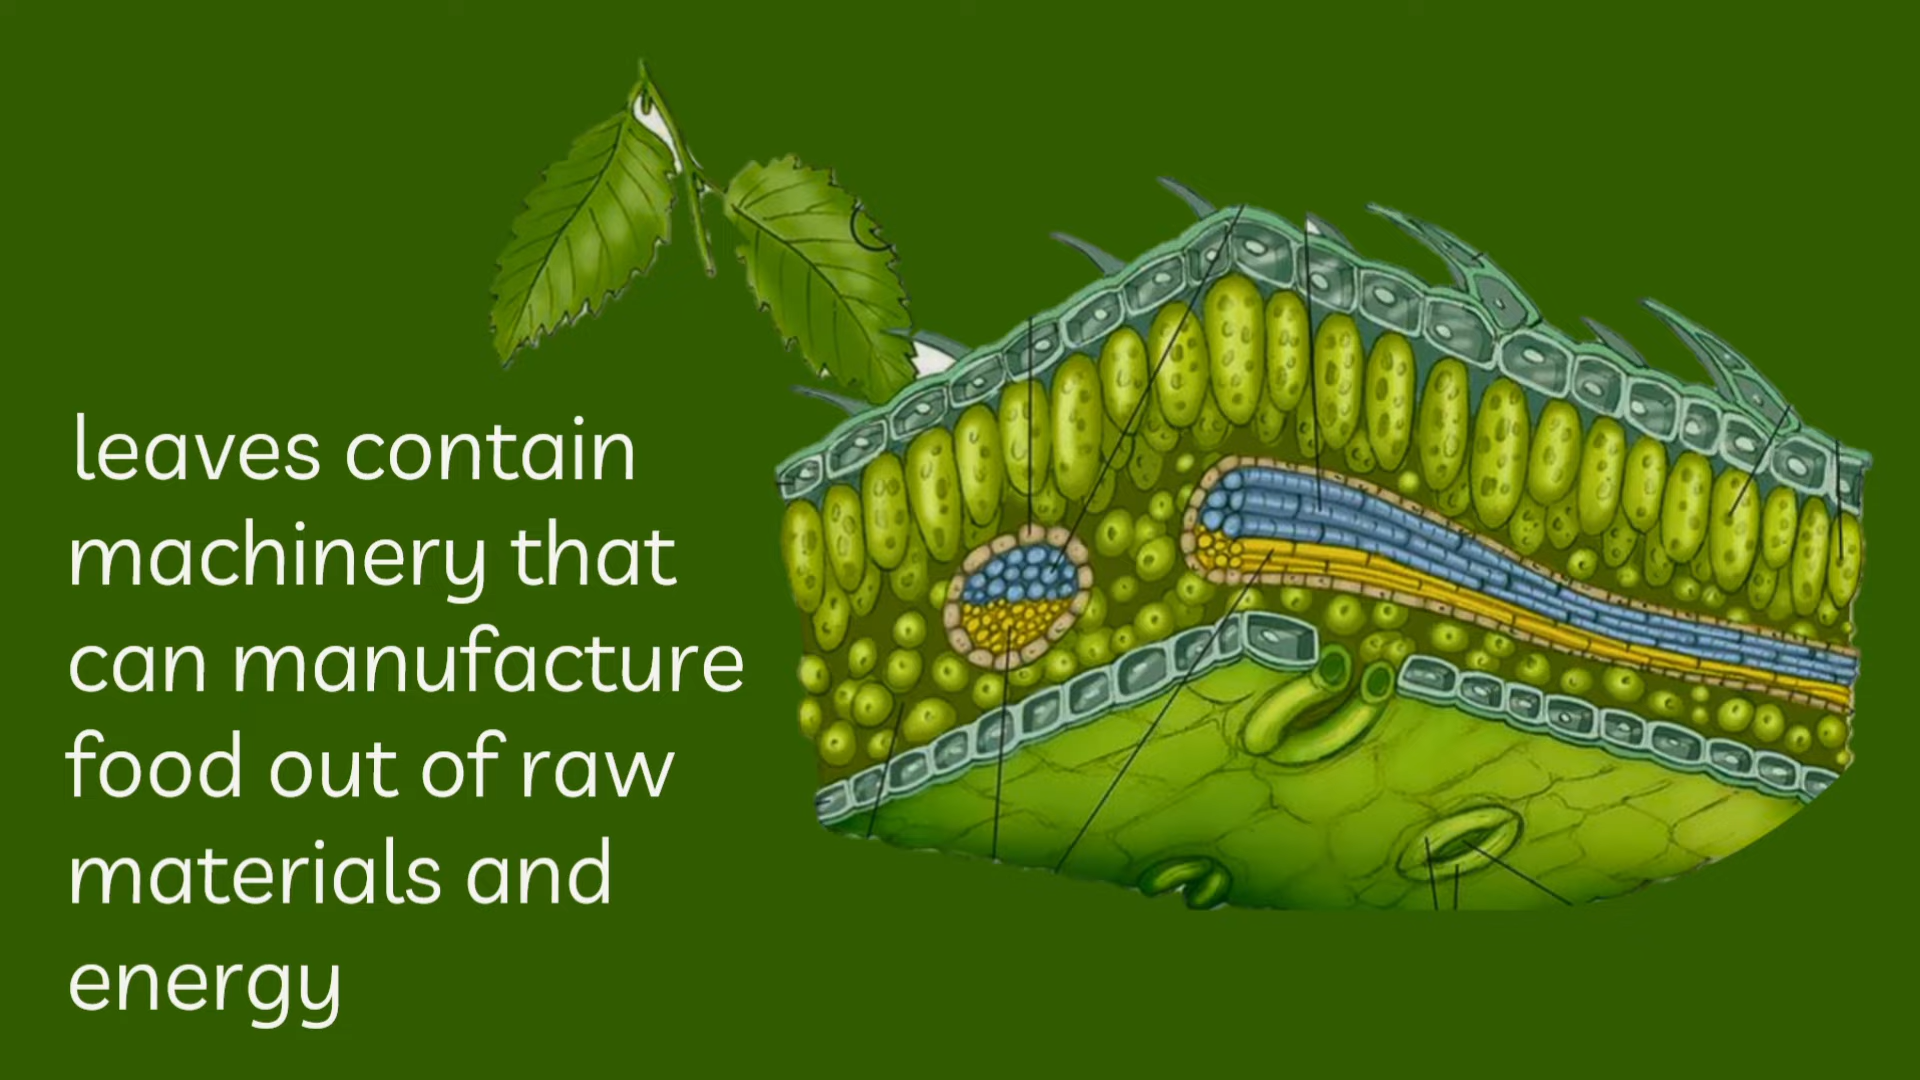 leaves contain
machinery that
can manufacture
food out of raw
materials and
energy